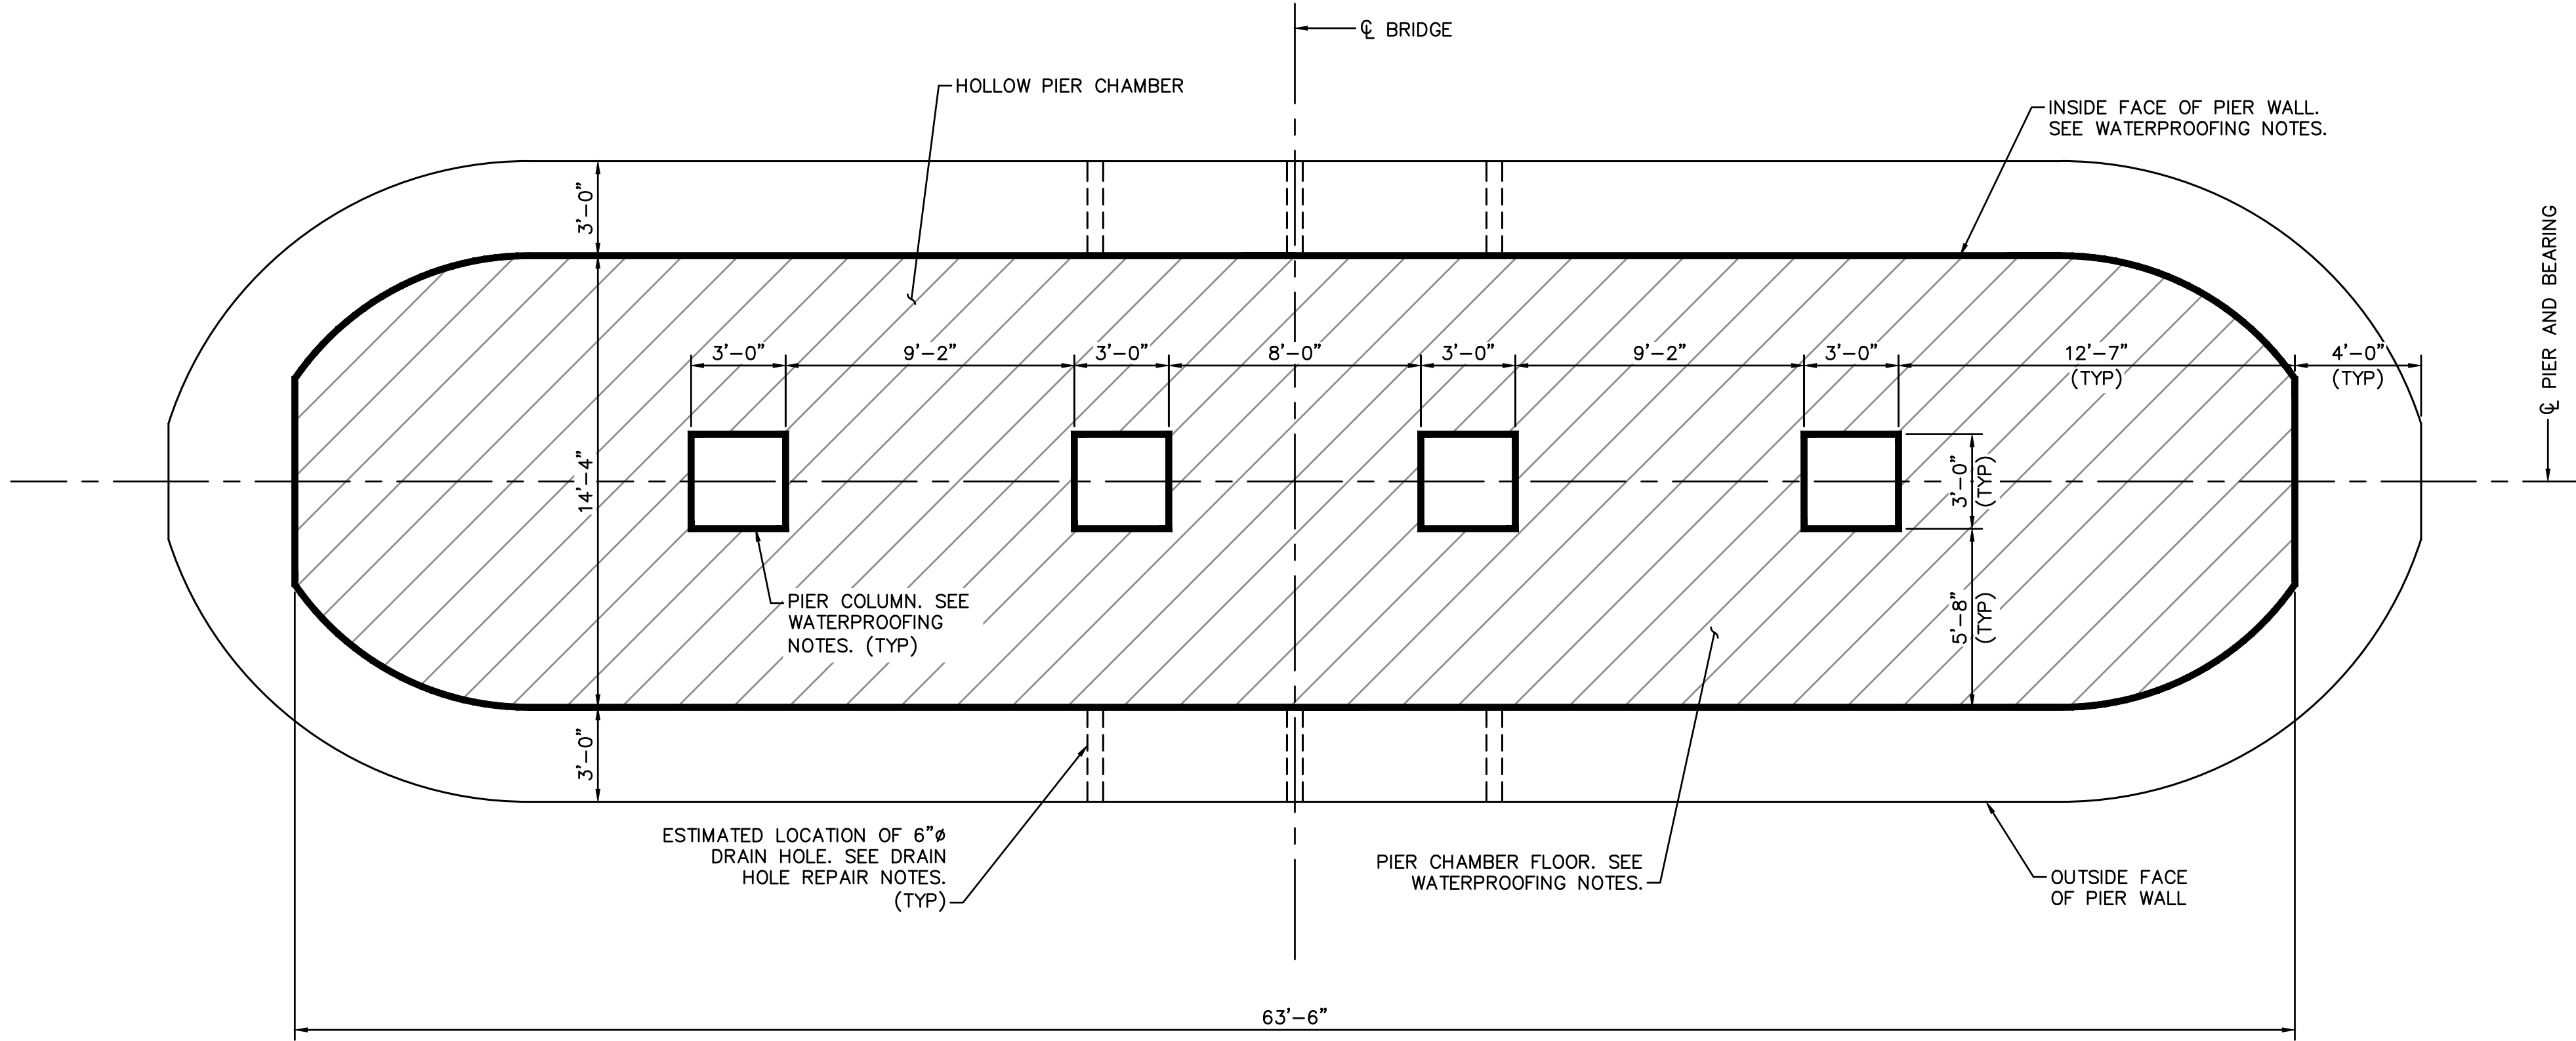 ℄ BRIDGE
HOLLOW PIER CHAMBER
INSIDE FACE OF PIER WALL.
SEE WATERPROOFING NOTES.
3'-0"
℄ PIER AND BEARING
3'-0"
9'-2"
3'-0"
8'-0"
3'-0"
9'-2"
3'-0"
12'-7"
(TYP)
4'-0"
(TYP)
14'-4"
3'-0"
(TYP)
5'-8"
(TYP)
PIER COLUMN. SEE
WATERPROOFING
NOTES. (TYP)
3'-0"
ESTIMATED LOCATION OF 6"ø
DRAIN HOLE. SEE DRAIN
HOLE REPAIR NOTES.
(TYP)
PIER CHAMBER FLOOR. SEE
WATERPROOFING NOTES.
OUTSIDE FACE
OF PIER WALL
63'-6"